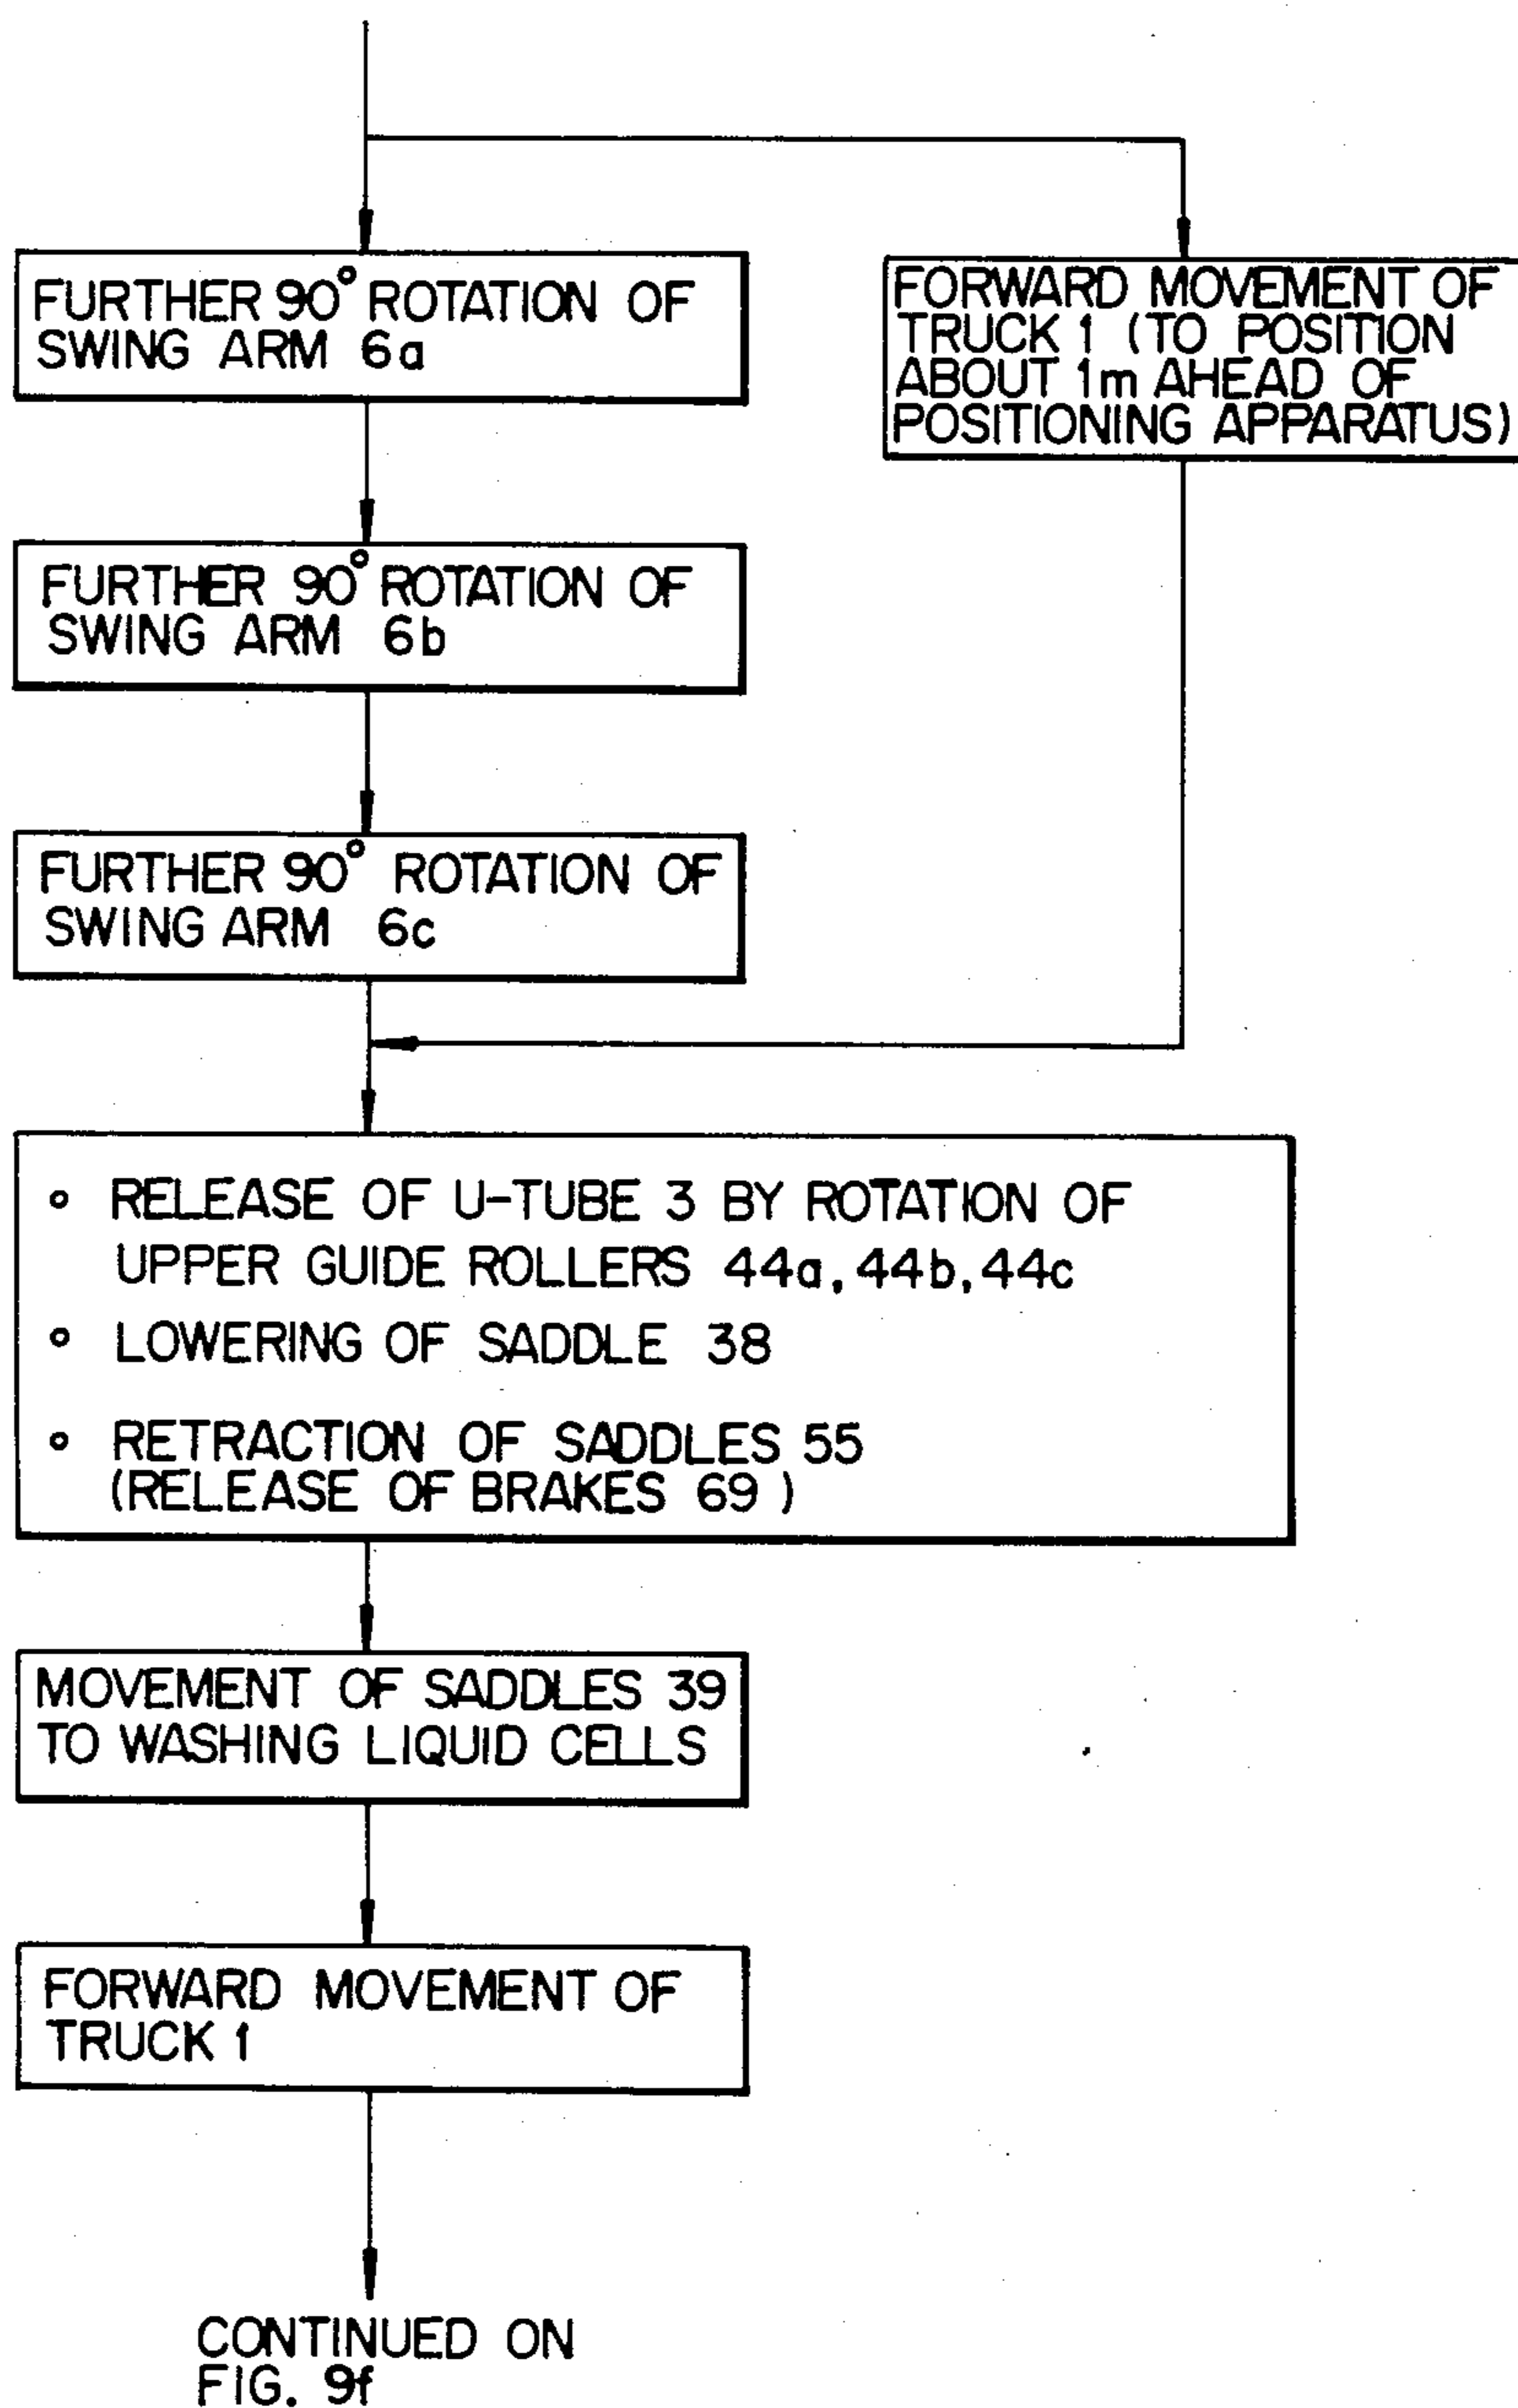 FURTHER 90° ROTATION OF
SWING ARM 6a
FORWARD MOVEMENT OF
TRUCK 1 (TO POSITION
ABOUT 1m AHEAD OF
POSITIONING APPARATUS)
FURTHER 90° ROTATION OF
SWING ARM 6b
FURTHER 90° ROTATION OF
SWING ARM 6c
∘ RELEASE OF U-TUBE 3 BY ROTATION OF
UPPER GUIDE ROLLERS 44a, 44b, 44c
∘ LOWERING OF SADDLE 38
∘ RETRACTION OF SADDLES 55
(RELEASE OF BRAKES 69)
MOVEMENT OF SADDLES 39
TO WASHING LIQUID CELLS
FORWARD MOVEMENT OF
TRUCK 1
CONTINUED ON
FIG. 9f